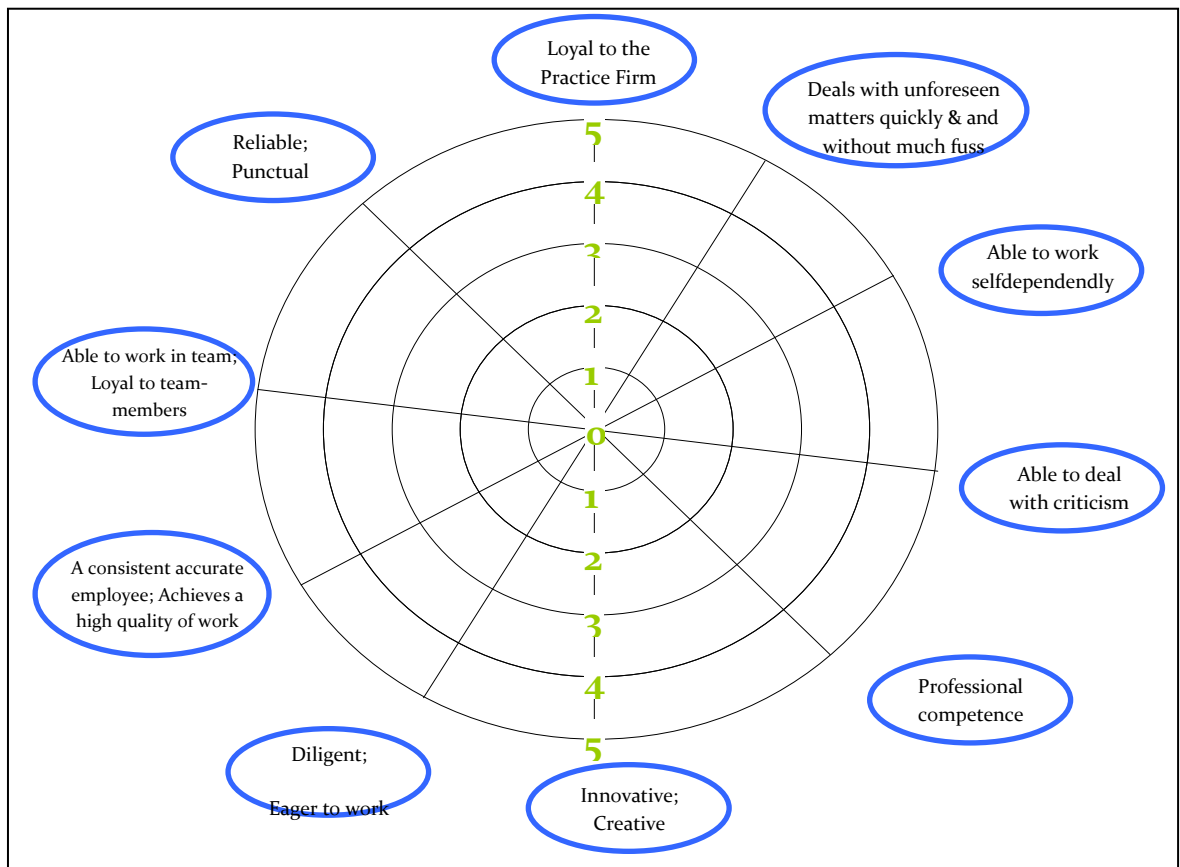 Loyal to the
Practice Firm
Deals with unforeseen
matters quickly & and
without much fuss
Reliable;
Punctual
Able to work
selfdependendly
Able to work in team;
Loyal to team-
members
Able to deal
with criticism
A consistent accurate
employee; Achieves a
high quality of work
Professional
competence
Diligent;
Eager to work
Innovative;
Creative
5
4
3
2
1
0
1
2
3
4
5